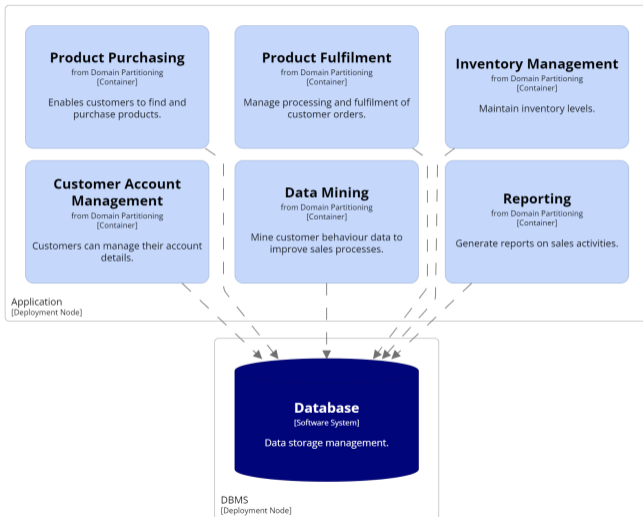 Product Purchasing
from Domain Partitioning
[Container]
Enables customers to find and
purchase products.
Product Fulfilment
from Domain Partitioning
[Container]
Manage processing and fulfilment of
customer orders.
Inventory Management
from Domain Partitioning
[Container]
Maintain inventory levels.
Customer Account
Management
from Domain Partitioning
[Container]
Customers can manage their account
details.
Data Mining
from Domain Partitioning
[Container]
Mine customer behaviour data to
improve sales processes.
Reporting
from Domain Partitioning
[Container]
Generate reports on sales activities.
Application
[Deployment Node]
Database
[Software System]
Data storage management.
DBMS
[Deployment Node]